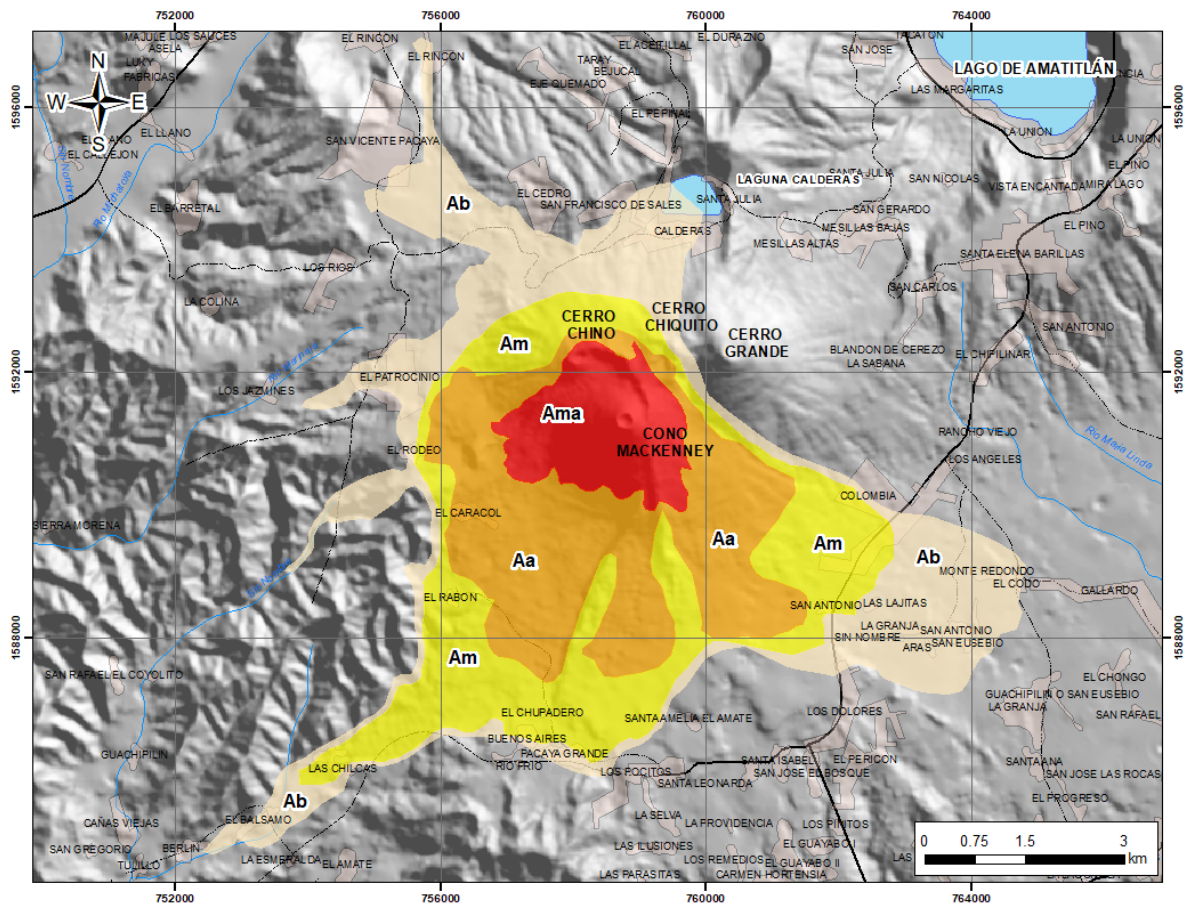 752000
756000
760000
764000
MAJULE LOS SAUCES
ASELA
EL RINCON
EL RINCON
EL ACEITILLAL
EL DURAZNO
SAN JOSE
N
LUX Y
FABRICAS
TARAY
BEJUCAL
LAGO DE AMATITLÁN
EJE QUEMADO
LAS MARGARITAS
1596000
W
E
1596000
EL PEPINAL
S
EL LLANO
LA UNION
LA UNION
SAN VICENTE PACAYA
EL CALLEJON
EL PINO
LAGUNA CALDERAS
SANTA JULIA
SAN NICOLAS
VISTA ENCANTADA
MIRA LAGO
EL CEDRO
SAN FRANCISCO DE SALES
SANTA JULIA
Ab
EL BARRETAL
SAN GERARDO
EL PINO
CALDERAS
MESILLAS BAJAS
MESILLAS ALTAS
SANTA ELENA BARILLAS
LOS RIOS
SAN CARLOS
LA COLINA
CERRO
CHINO
CERRO
CHIQUITO
CERRO
GRANDE
SAN ANTONIO
Am
BLANDON DE CEREZO
LA SABANA
EL CHIPILINAR
1592000
1592000
EL PATROCINIO
LOS JAZMINES
Ama
CONO
MACKENNEY
RANCHO VIEJO
Rio Maria Linda
EL RODEO
LOS ANGELES
COLOMBIA
EL CARACOL
SIERRA MORENA
Aa
Am
Ab
Aa
MONTE REDONDO
EL CODO
GALLARDO
EL RABON
SAN ANTONIO
LAS LAJITAS
LA GRANJA
SAN ANTONIO
1588000
SIN NOMBRE
1588000
ARAS
SAN EUSEBIO
Am
SAN RAFAEL EL COYOLITO
EL CHONGO
GUACHIPILIN O SAN EUSEBIO
LA GRANJA
SAN RAFAEL
EL CHUPADERO
SANTA AMELIA EL AMATE
LOS DOLORES
BUENOS AIRES
GUACHIPILIN
PACAYA GRANDE
RIO FRIO
SANTA ISABEL
EL PERICON
SANTA ANA
LAS CHILCAS
LOS POCITOS
SAN JOSE EL BOSQUE
SAN JOSE LAS ROCAS
SANTA LEONARDA
Ab
EL PROGRESO
CAÑAS VIEJAS
EL BALSAMO
LA SELVA
LA PROVIDENCIA
LOS PINITOS
SAN GREGORIO
BERLIN
LAS ILUSIONES
EL GUAYABO I
TULILLO
LA ESMERALDA
EL AMATE
LOS REMEDIOS
EL GUAYABO II
LAS PARASITAS
CARMEN HORTENSIA
LAS
0
0.75
1.5
3
km
752000
756000
760000
764000